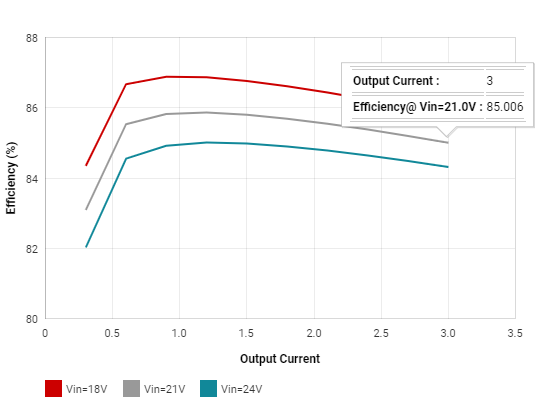 88
86
84
82
80
Efficiency (%)
Output Current : 3
Efficiency@ Vin=21.0V : 85.006
0 0.5 1.0 1.5 2.0 2.5 3.0 3.5
Output Current
Vin=18V Vin=21V Vin=24V